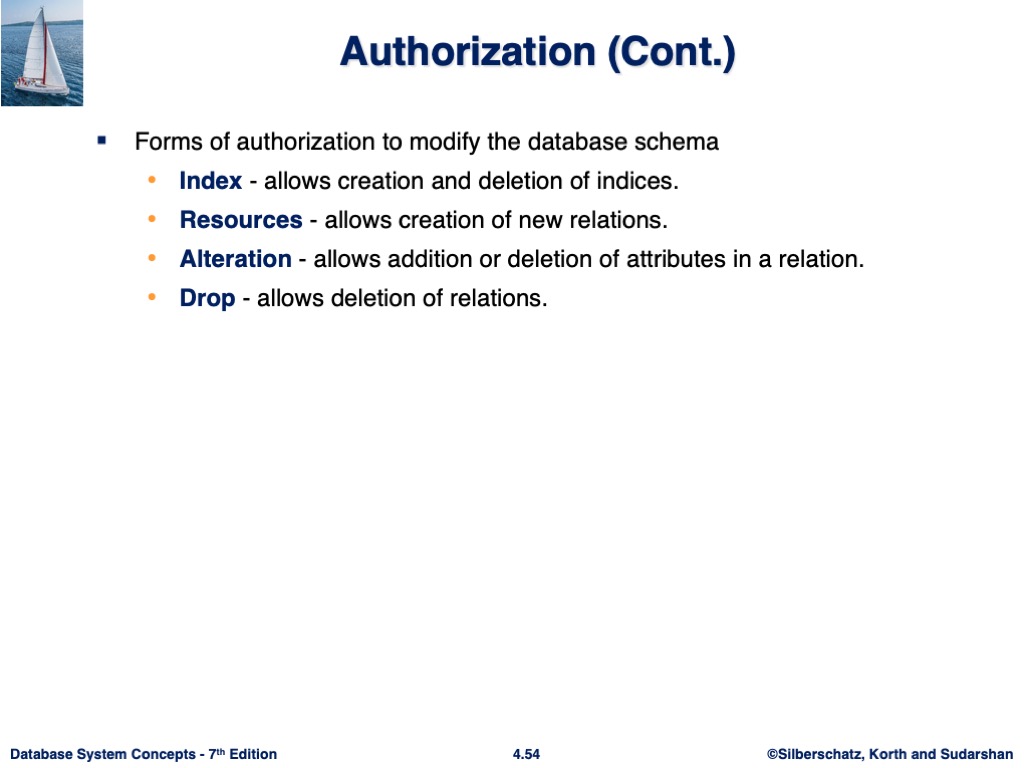 Authorization (Cont.)
▪ Forms of authorization to modify the database schema
• Index - allows creation and deletion of indices.
• Resources - allows creation of new relations.
• Alteration - allows addition or deletion of attributes in a relation.
• Drop - allows deletion of relations.
Database System Concepts - 7th Edition
4.54
©Silberschatz, Korth and Sudarshan